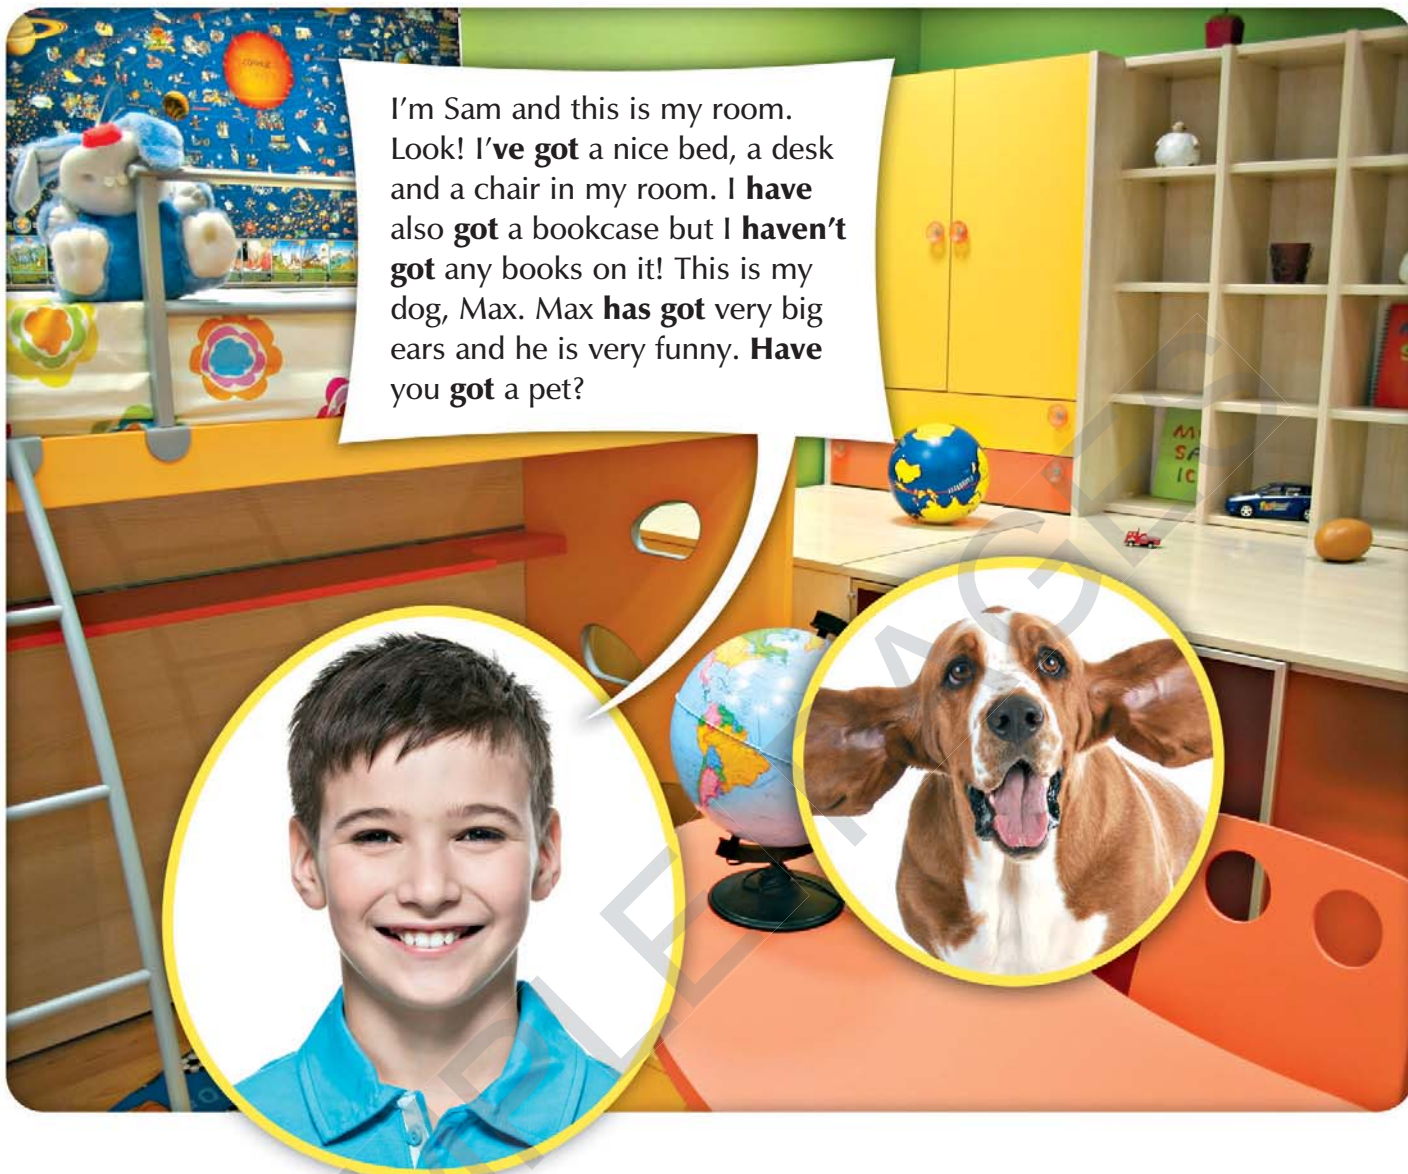 I'm Sam and this is my room.
Look! I've got a nice bed, a desk
and a chair in my room. I have
also got a bookcase but I haven't
got any books on it! This is my
dog, Max. Max has got very big
ears and he is very funny. Have
you got a pet?